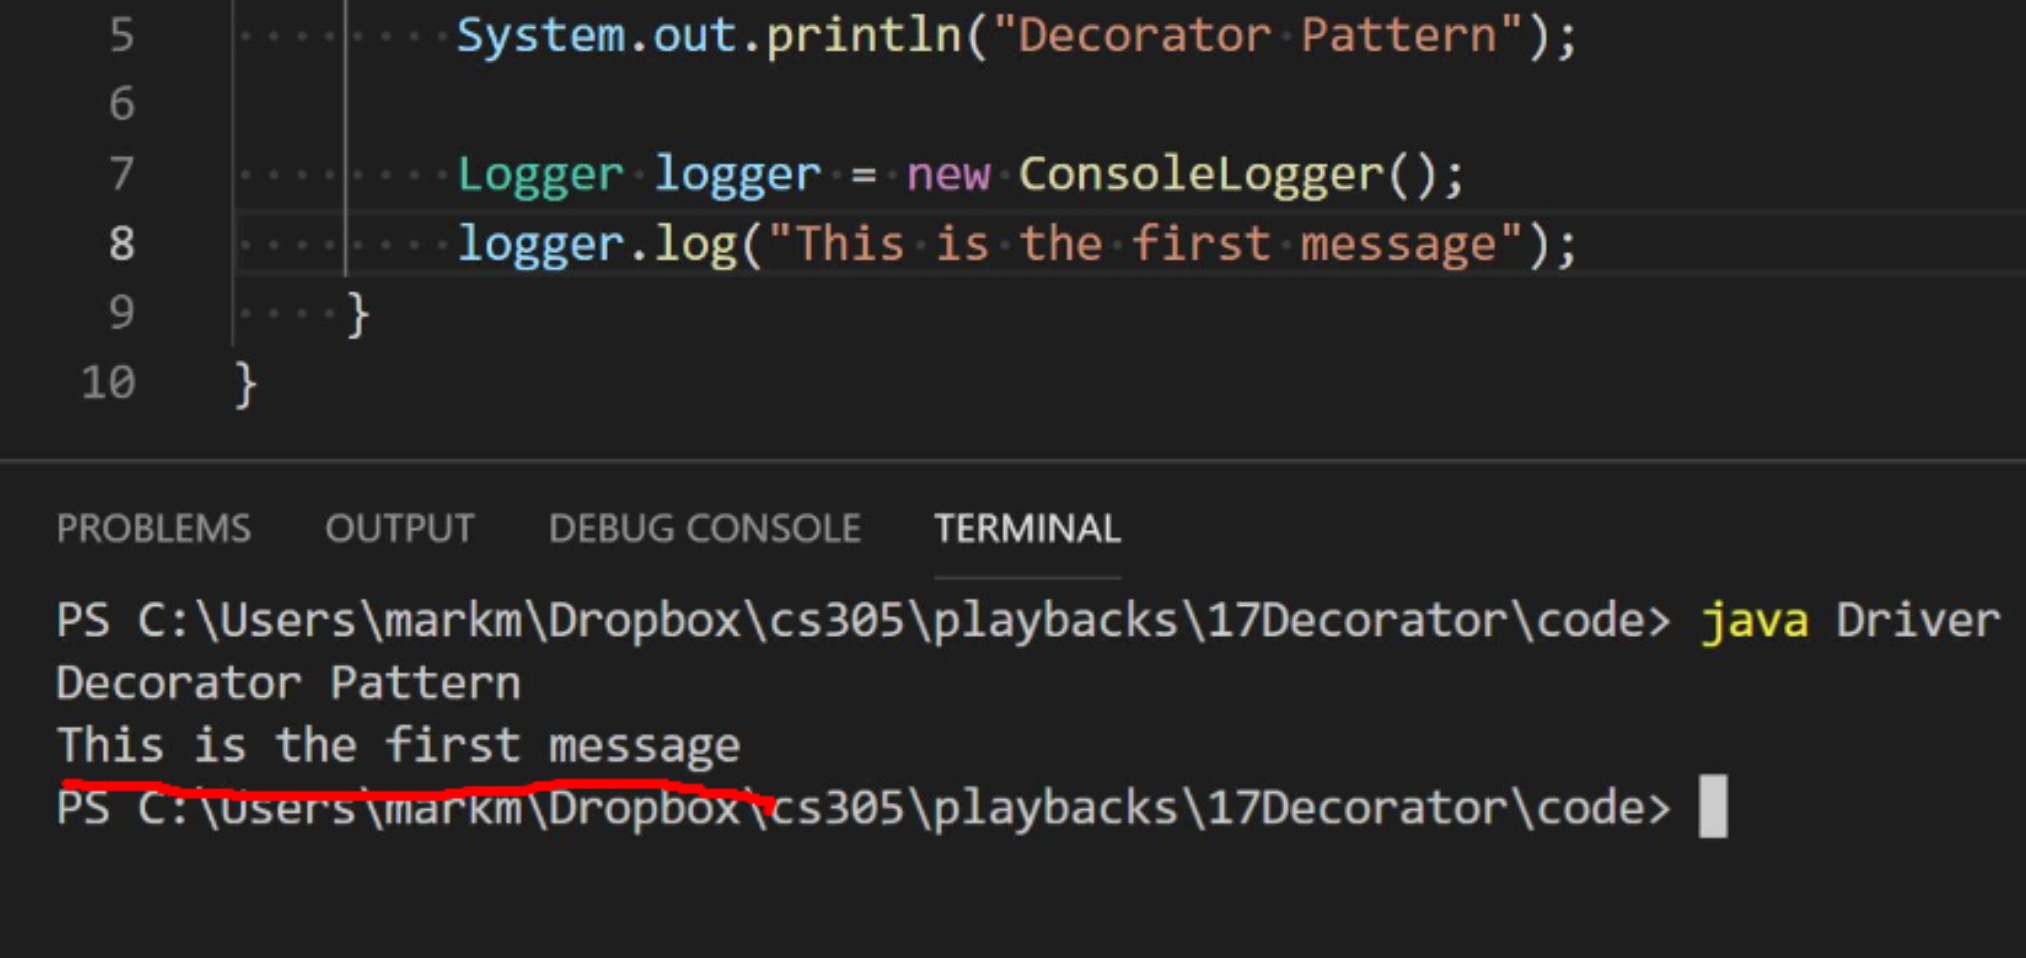 5 System.out.println("Decorator Pattern");
6
7 Logger logger = new ConsoleLogger();
8 logger.log("This is the first message");
9 }
10 }
PROBLEMS OUTPUT DEBUG CONSOLE TERMINAL
PS C:\Users\markm\Dropbox\cs305\playbacks\17Decorator\code> java Driver
Decorator Pattern
This is the first message
PS C:\Users\markm\Dropbox\cs305\playbacks\17Decorator\code>